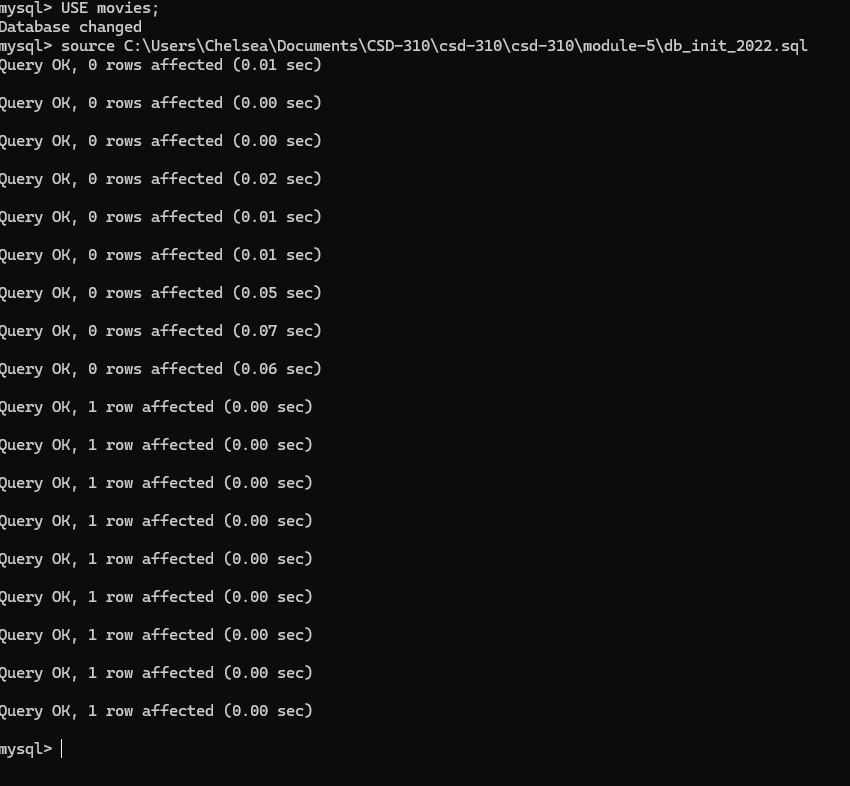 mysql> USE movies;
Database changed
mysql> source C:\Users\Chelsea\Documents\CSD-310\csd-310\csd-310\module-5\db_init_2022.sql
Query OK, 0 rows affected (0.01 sec)
Query OK, 0 rows affected (0.00 sec)
Query OK, 0 rows affected (0.00 sec)
Query OK, 0 rows affected (0.02 sec)
Query OK, 0 rows affected (0.01 sec)
Query OK, 0 rows affected (0.01 sec)
Query OK, 0 rows affected (0.05 sec)
Query OK, 0 rows affected (0.07 sec)
Query OK, 0 rows affected (0.06 sec)
Query OK, 1 row affected (0.00 sec)
Query OK, 1 row affected (0.00 sec)
Query OK, 1 row affected (0.00 sec)
Query OK, 1 row affected (0.00 sec)
Query OK, 1 row affected (0.00 sec)
Query OK, 1 row affected (0.00 sec)
Query OK, 1 row affected (0.00 sec)
Query OK, 1 row affected (0.00 sec)
Query OK, 1 row affected (0.00 sec)
mysql>